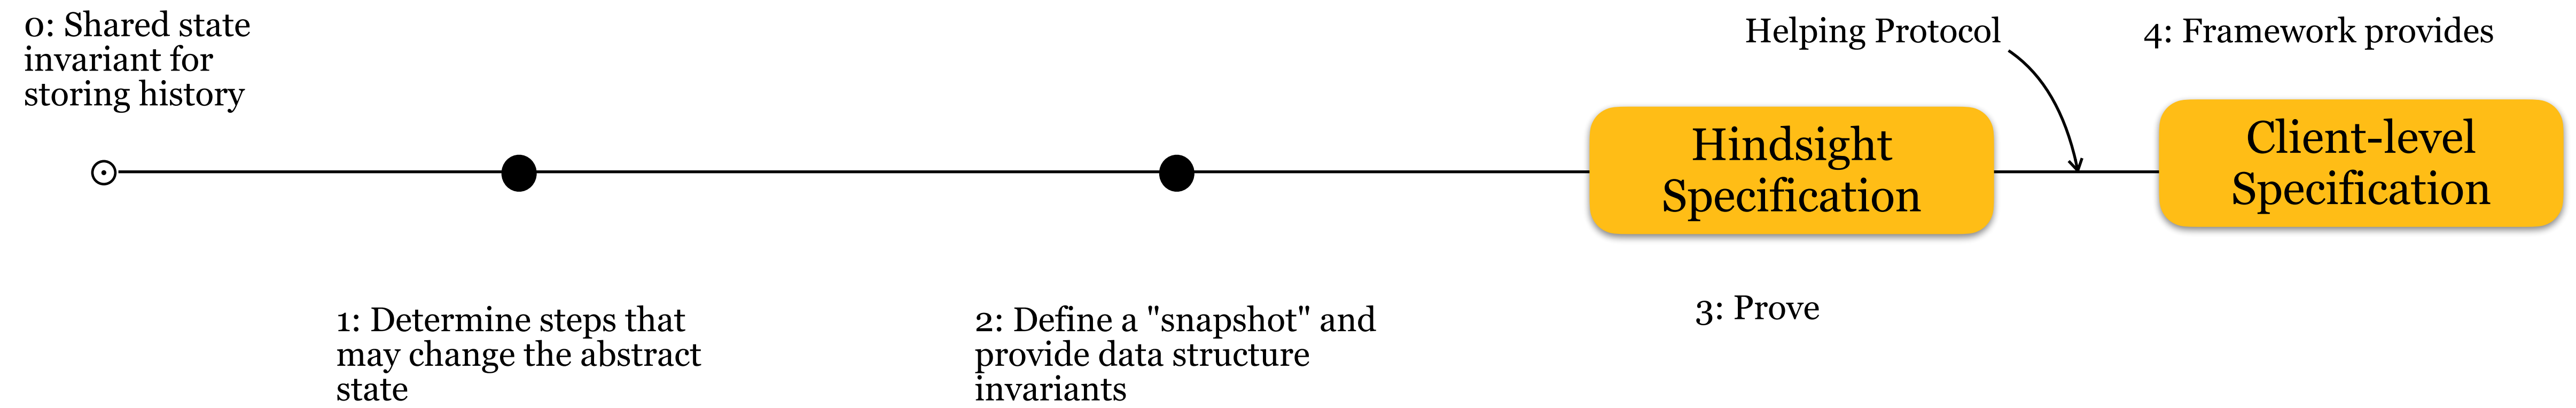 0: Shared state
invariant for
storing history
1: Determine steps that
may change the abstract
state
2: Define a "snapshot" and
provide data structure
invariants
Hindsight
Specification
3: Prove
Helping Protocol
4: Framework provides
Client-level
Specification